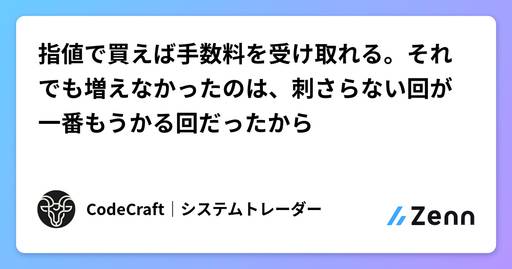 指値で買えば手数料を受け取れる。それ
でも増えなかったのは、刺さらない回が
一番もうかる回だったから
CodeCraft｜システムトレーダー
Zenn